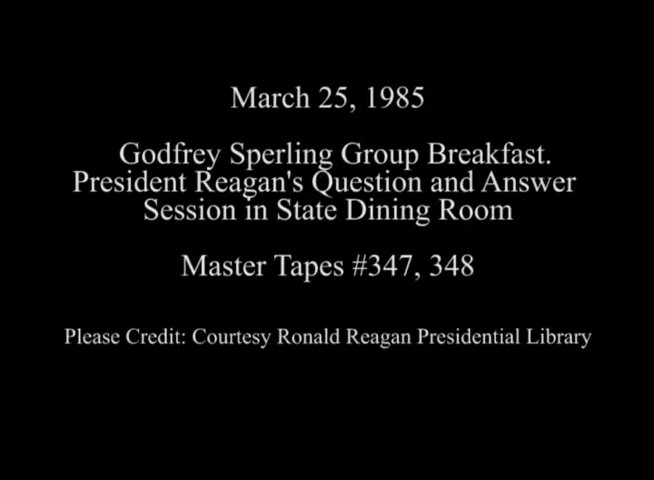 March 25, 1985
Godfrey Sperling Group Breakfast.
President Reagan's Question and Answer
Session in State Dining Room
Master Tapes #347, 348
Please Credit: Courtesy Ronald Reagan Presidential Library